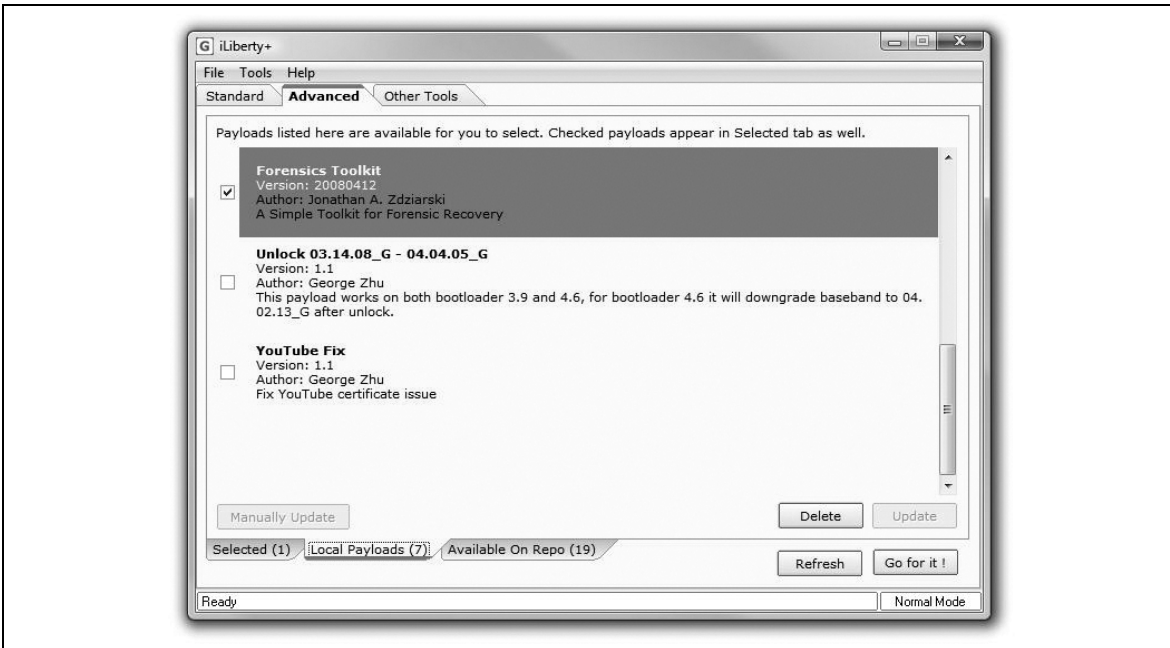 G iLiberty+
File Tools Help
Standard Advanced Other Tools
Payloads listed here are available for you to select. Checked payloads appear in Selected tab as well.
Forensics Toolkit
Version: 20080412
Author: Jonathan A. Zdziarski
A Simple Toolkit for Forensic Recovery
Unlock 03.14.08_G - 04.04.05_G
Version: 1.1
Author: George Zhu
This payload works on both bootloader 3.9 and 4.6, for bootloader 4.6 it will downgrade baseband to 04.
02.13_G after unlock.
YouTube Fix
Version: 1.1
Author: George Zhu
Fix YouTube certificate issue
Manually Update Delete Update
Selected (1) Local Payloads (7) Available On Repo (19)
Refresh Go for it !
Ready Normal Mode